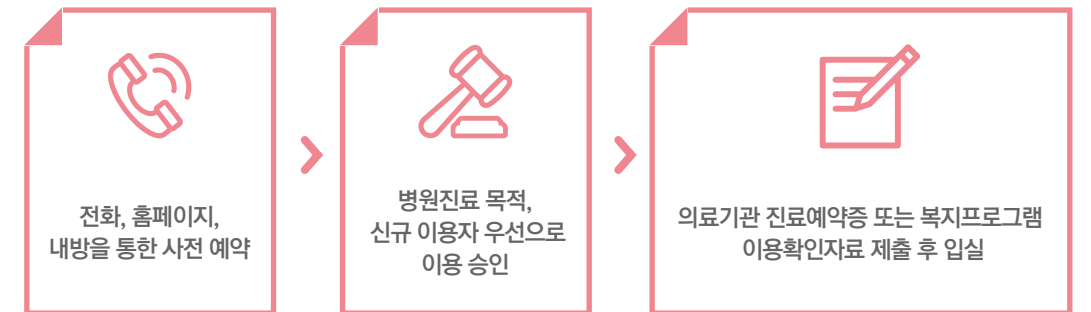 전화, 홈페이지,
내방을 통한 사전 예약
병원진료 목적,
신규 이용자 우선으로
이용 승인
의료기관 진료예약증 또는 복지프로그램
이용확인자료 제출 후 입실